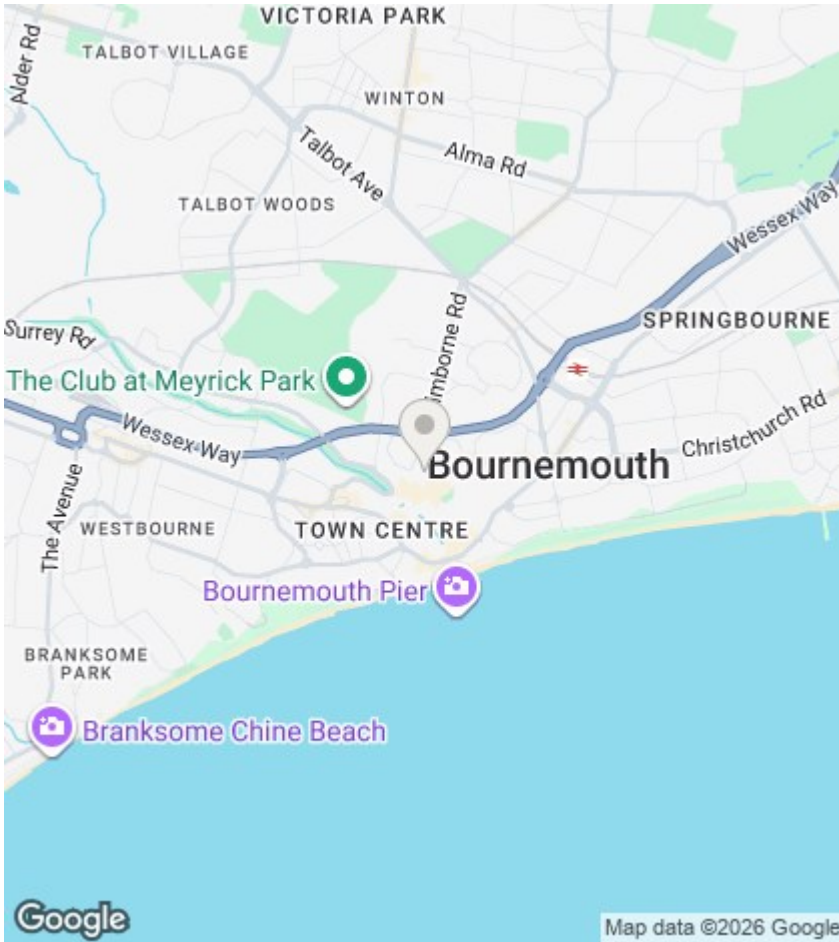 VICTORIA PARK
Alder Rd
TALBOT VILLAGE
WINTON
Talbot Ave
Alma Rd
TALBOT WOODS
Wessex Way
Surrey Rd
imborne Rd
SPRINGBOURNE
The Club at Meyrick Park
Wessex Way
Christchurch Rd
Bournemouth
The Avenue
WESTBOURNE
TOWN CENTRE
Bournemouth Pier
BRANKSOME
PARK
Branksome Chine Beach
Google
Map data ©2026 Google